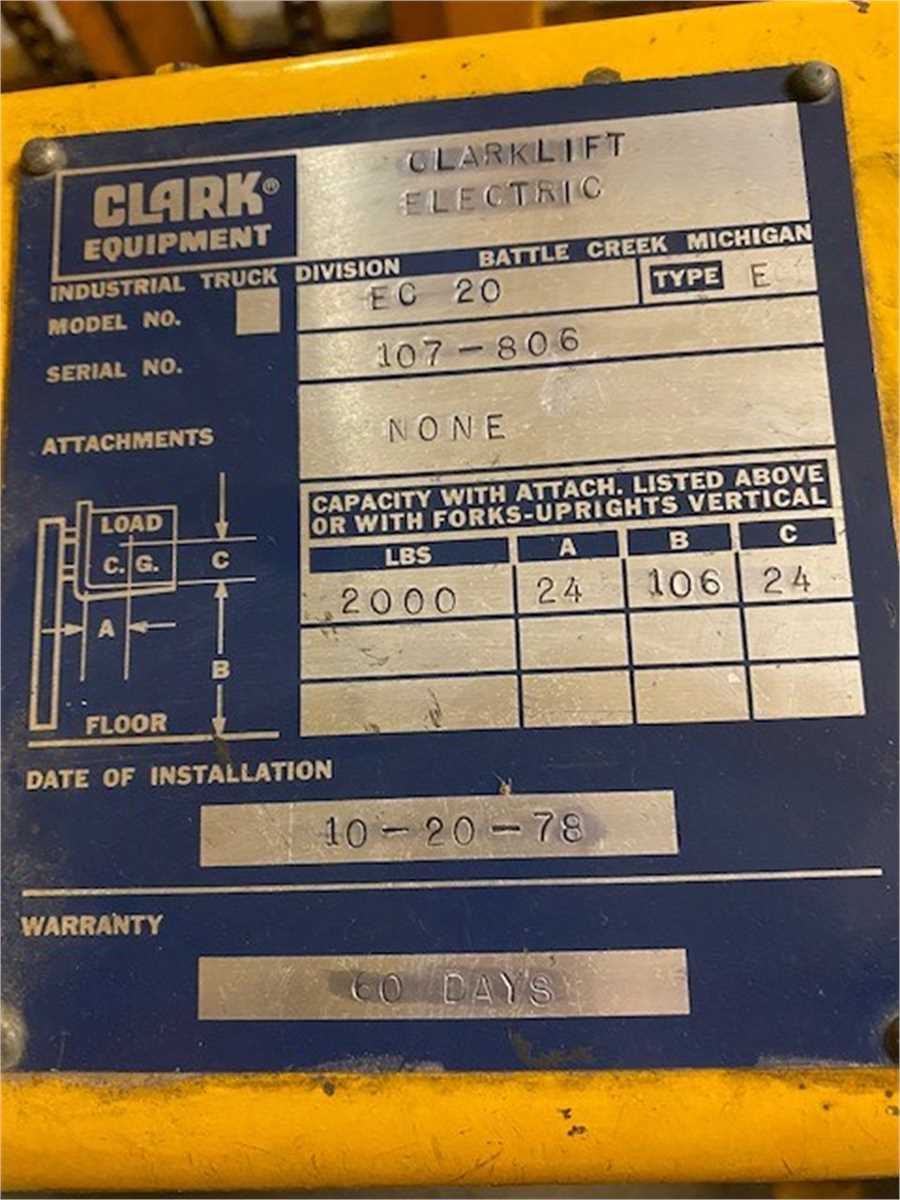 CLARK®
EQUIPMENT
CLARKLIFT
ELECTRIC
INDUSTRIAL TRUCK DIVISION BATTLE CREEK MICHIGAN
MODEL NO. EC 20 TYPE E
SERIAL NO. 107-806
ATTACHMENTS NONE
CAPACITY WITH ATTACH. LISTED ABOVE
OR WITH FORKS-UPRIGHTS VERTICAL
LBS A B C
2000 24 106 24
LOAD
C. G.
C
A
B
FLOOR
DATE OF INSTALLATION
10-20-78
WARRANTY
60 DAYS